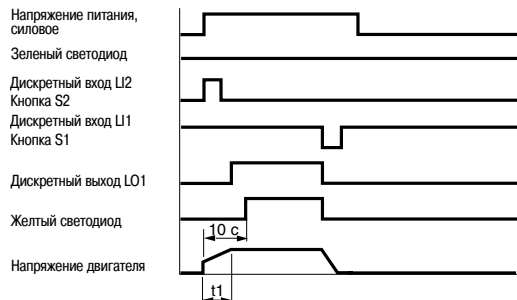 Напряжение питания,
силовое
Зеленый светодиод
Дискретный вход LI2
Кнопка S2
Дискретный вход LI1
Кнопка S1
Дискретный выход LO1
Желтый светодиод
10 с
Напряжение двигателя
t1